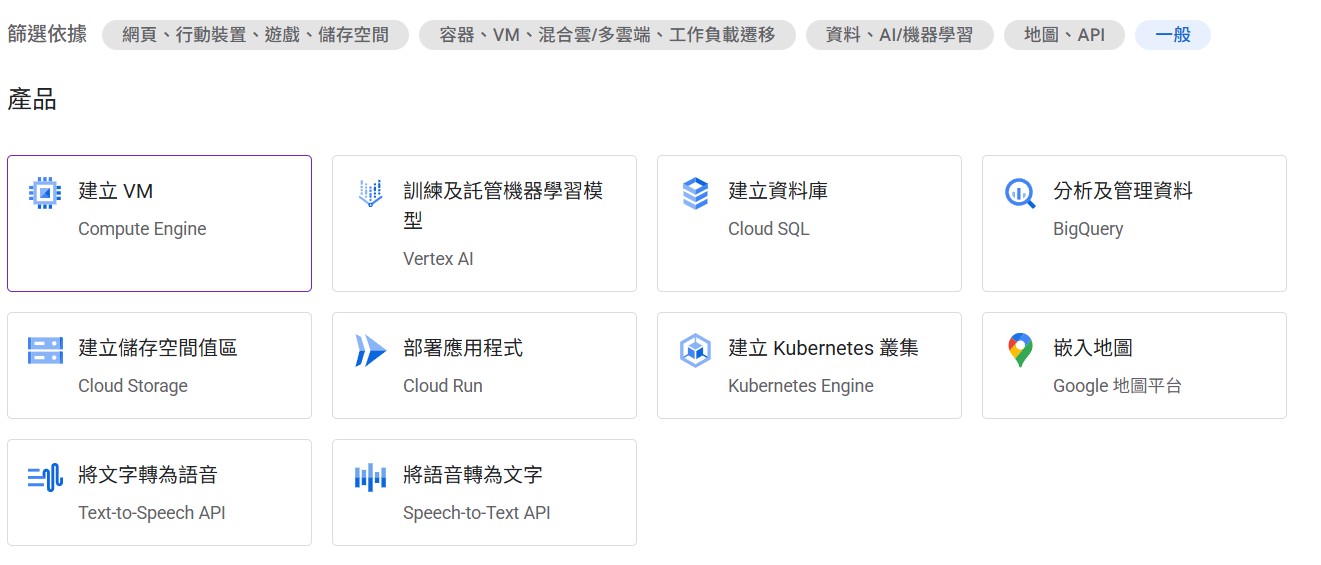 篩選依據 網頁、行動裝置、遊戲、儲存空間 容器、VM、混合雲/多雲端、工作負載遷移 資料、AI/機器學習 地圖、API 一般
產品
建立 VM
Compute Engine
訓練及託管機器學習模
型
Vertex AI
建立資料庫
Cloud SQL
分析及管理資料
BigQuery
建立儲存空間值區
Cloud Storage
部署應用程式
Cloud Run
建立 Kubernetes 叢集
Kubernetes Engine
嵌入地圖
Google 地圖平台
將文字轉為語音
Text-to-Speech API
將語音轉為文字
Speech-to-Text API